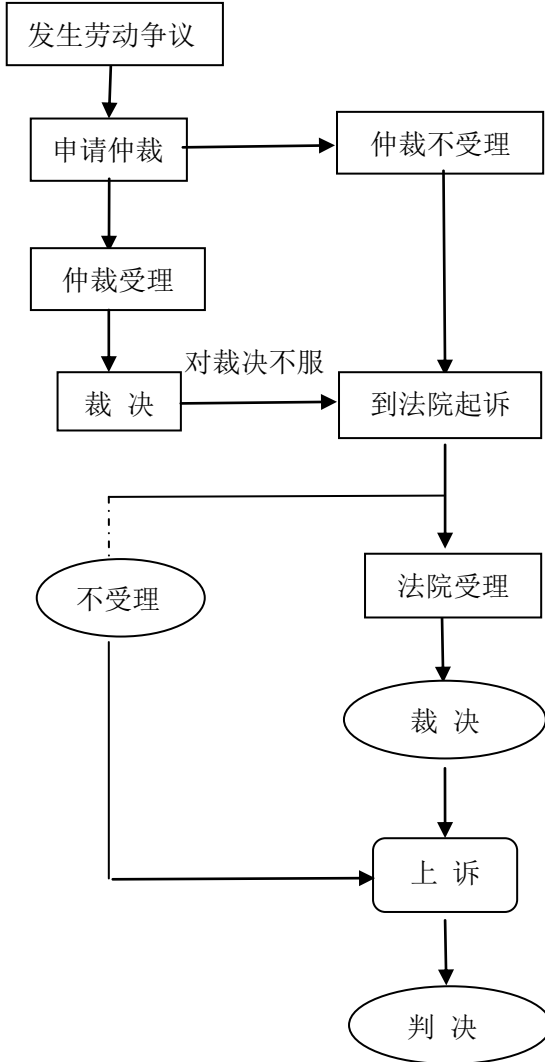 发生劳动争议
申请仲裁
仲裁不受理
仲裁受理
对裁决不服
裁 决
到法院起诉
不受理
法院受理
裁 决
上 诉
判 决